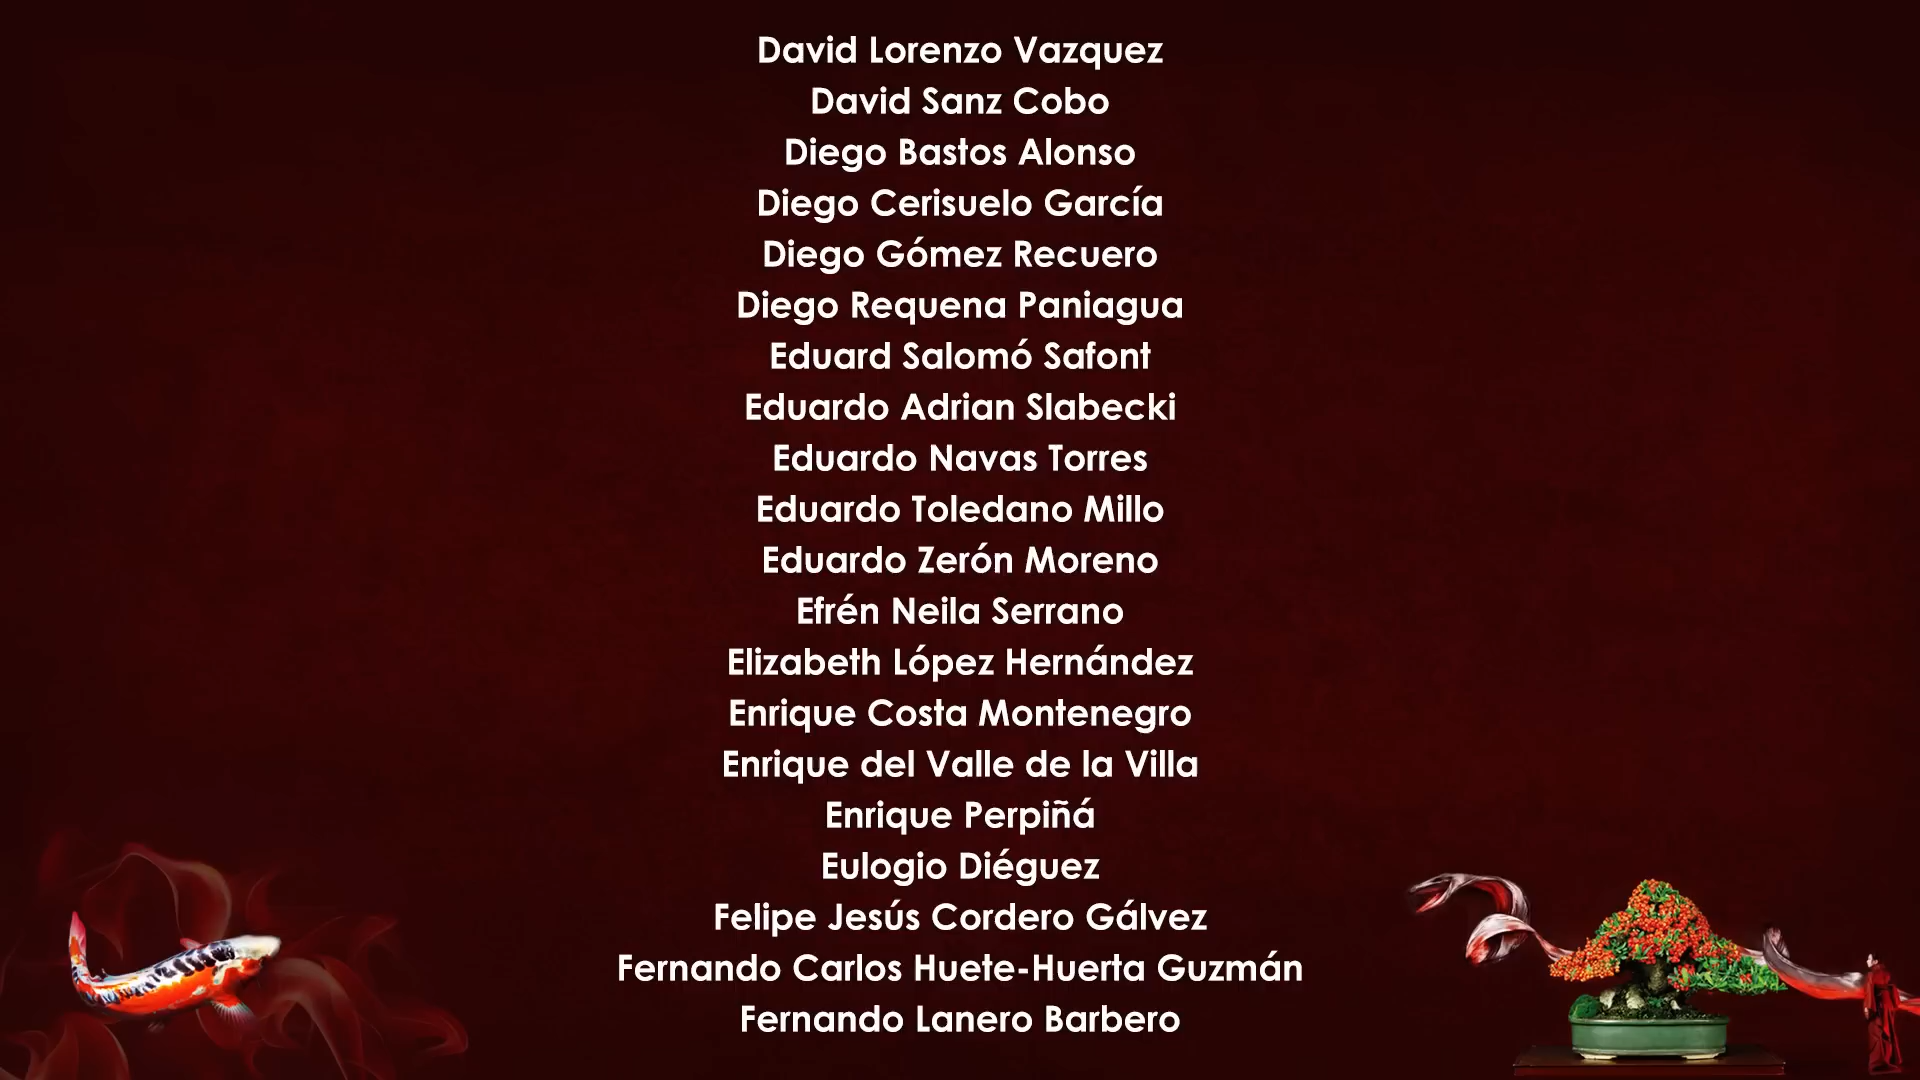 David Lorenzo Vazquez
David Sanz Cobo
Diego Bastos Alonso
Diego Cerisuelo García
Diego Gómez Recuero
Diego Requena Paniagua
Eduard Salomó Safont
Eduardo Adrian Slabecki
Eduardo Navas Torres
Eduardo Toledano Millo
Eduardo Zerón Moreno
Efrén Neila Serrano
Elizabeth López Hernández
Enrique Costa Montenegro
Enrique del Valle de la Villa
Enrique Perpiñá
Eulogio Diéguez
Felipe Jesús Cordero Gálvez
Fernando Carlos Huete-Huerta Guzmán
Fernando Lanero Barbero